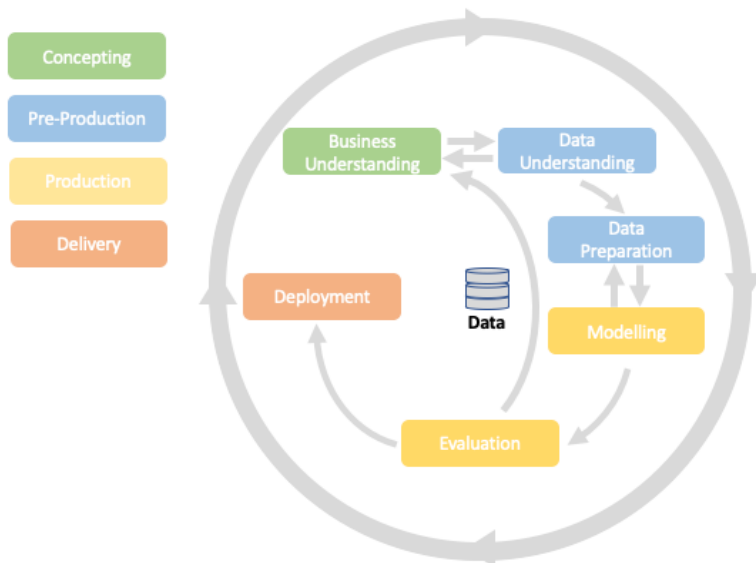 Concepting
Pre-Production
Production
Delivery
Business
Understanding
Data
Understanding
Data
Preparation
Deployment
Data
Modelling
Evaluation